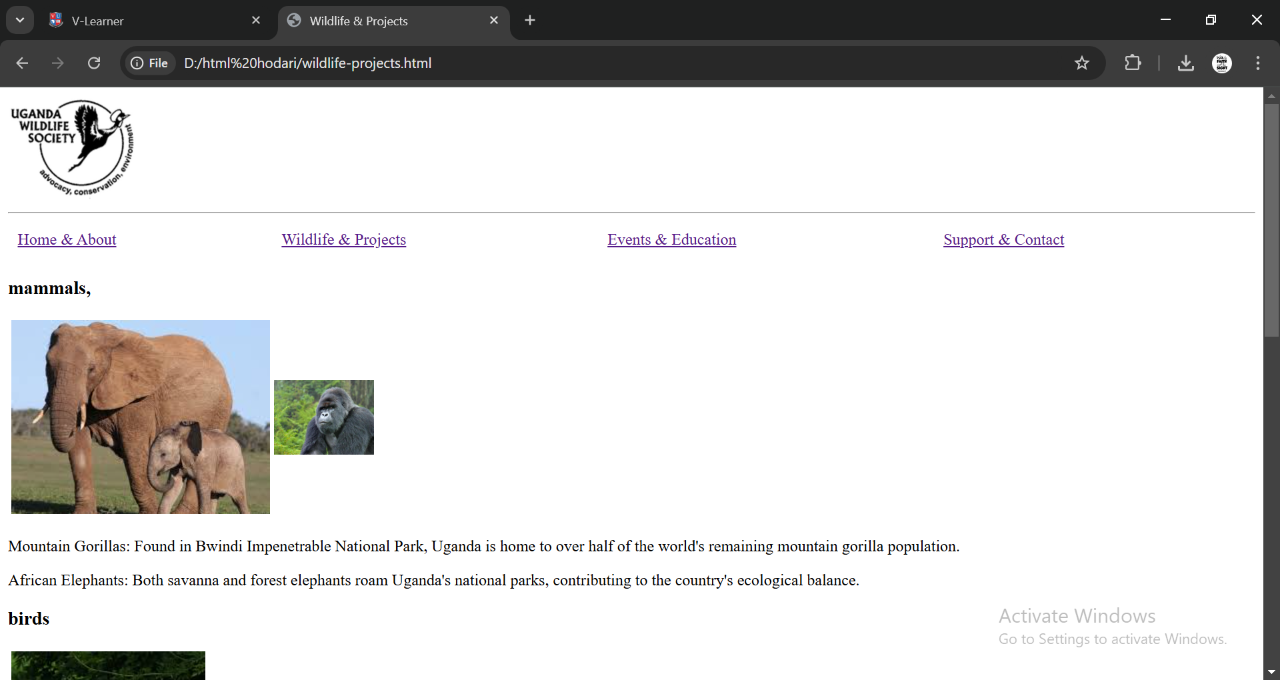 V-Learner
Wildlife & Projects
File
D:/html%20hodari/wildlife-projects.html
UGANDA
WILDLIFE
SOCIETY
advocacy, conservation, environment
Home & About
Wildlife & Projects
Events & Education
Support & Contact
mammals,
Mountain Gorillas: Found in Bwindi Impenetrable National Park, Uganda is home to over half of the world's remaining mountain gorilla population.
African Elephants: Both savanna and forest elephants roam Uganda's national parks, contributing to the country's ecological balance.
birds
Activate Windows
Go to Settings to activate Windows.